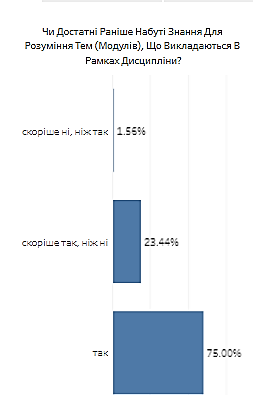 Чи Достатні Раніше Набуті Знання Для
Розуміння Тем (Модулів), Що Викладаються В
Рамках Дисципліни?
скоріше ні, ніж так
1.56%
скоріше так, ніж ні
23.44%
так
75.00%